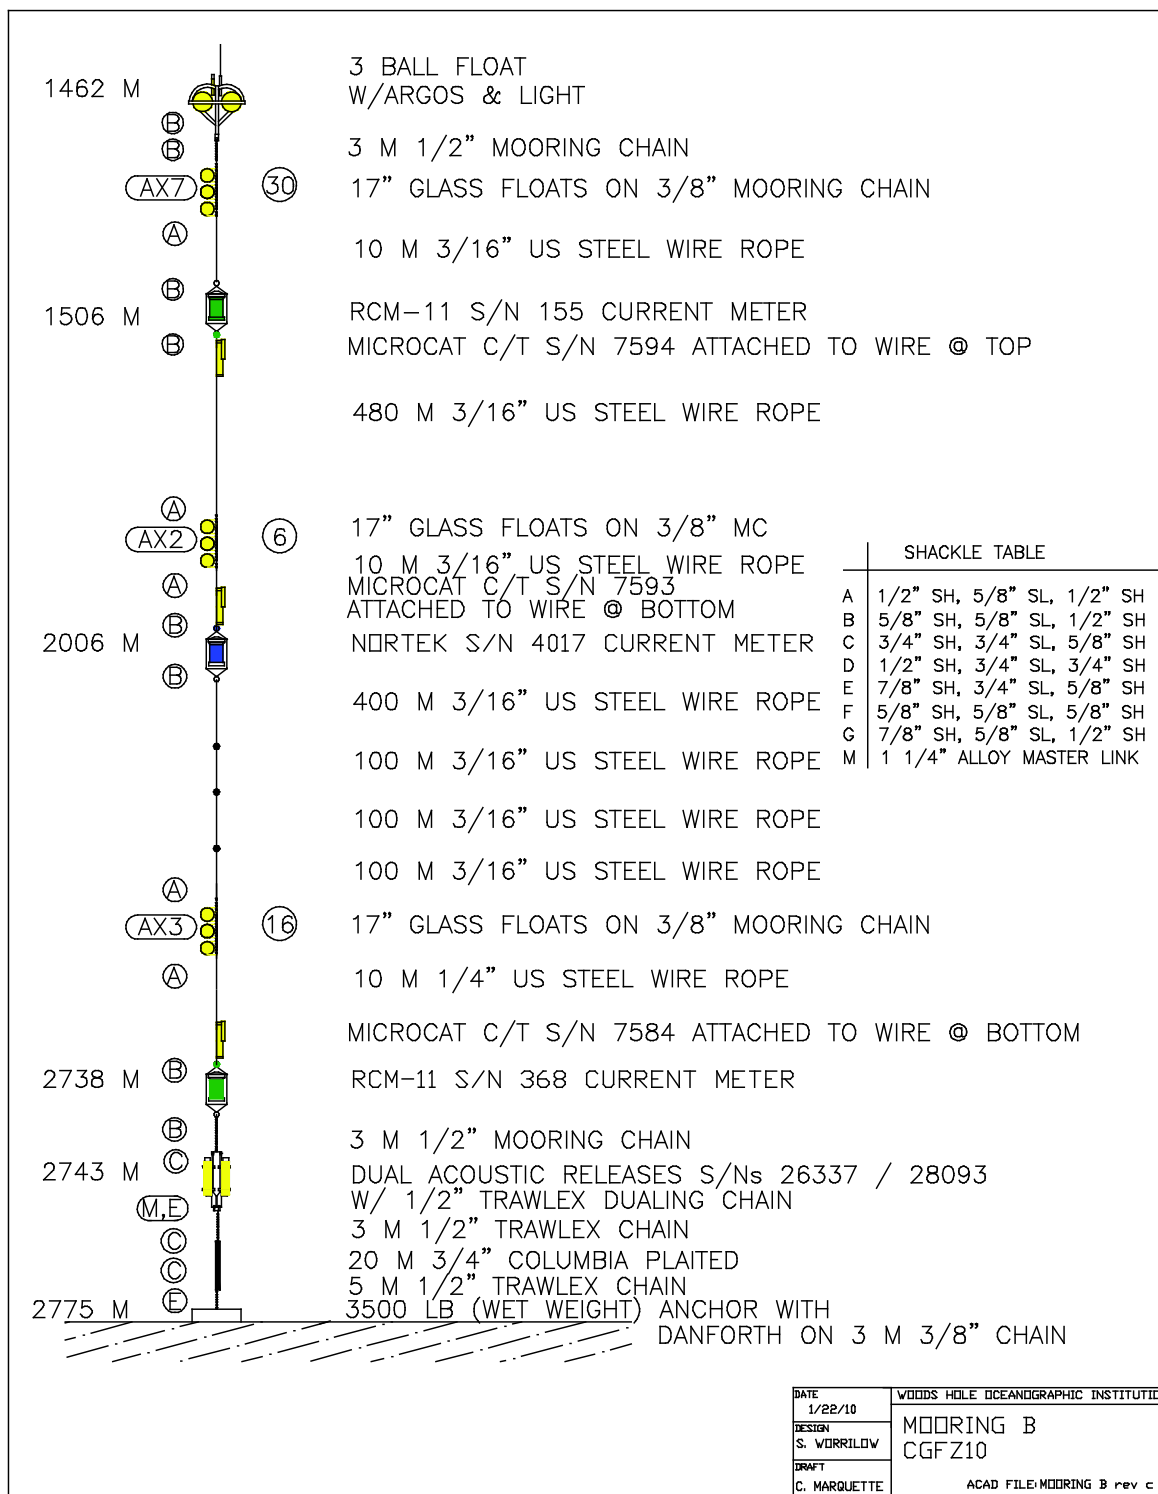 3 BALL FLOAT
1462 M
W/ARGOS & LIGHT
B
B
3 M 1/2" MOORING CHAIN
AX7 30 17" GLASS FLOATS ON 3/8" MOORING CHAIN
A
10 M 3/16" US STEEL WIRE ROPE
B
1506 M RCM-11 S/N 155 CURRENT METER
B MICROCAT C/T S/N 7594 ATTACHED TO WIRE @ TOP
480 M 3/16" US STEEL WIRE ROPE
A
AX2 6 17" GLASS FLOATS ON 3/8" MC
10 M 3/16" US STEEL WIRE ROPE
A MICROCAT C/T S/N 7593
ATTACHED TO WIRE @ BOTTOM
B
2006 M NORTEK S/N 4017 CURRENT METER
B
400 M 3/16" US STEEL WIRE ROPE
100 M 3/16" US STEEL WIRE ROPE
100 M 3/16" US STEEL WIRE ROPE
100 M 3/16" US STEEL WIRE ROPE
A
AX3 16 17" GLASS FLOATS ON 3/8" MOORING CHAIN
A 10 M 1/4" US STEEL WIRE ROPE
MICROCAT C/T S/N 7584 ATTACHED TO WIRE @ BOTTOM
B
2738 M RCM-11 S/N 368 CURRENT METER
B
3 M 1/2" MOORING CHAIN
C
2743 M DUAL ACOUSTIC RELEASES S/Ns 26337 / 28093
W/ 1/2" TRAWLEX DUALING CHAIN
M,E
3 M 1/2" TRAWLEX CHAIN
C
20 M 3/4" COLUMBIA PLAITED
C
5 M 1/2" TRAWLEX CHAIN
E
2775 M 3500 LB (WET WEIGHT) ANCHOR WITH
DANFORTH ON 3 M 3/8" CHAIN
SHACKLE TABLE
A 1/2" SH, 5/8" SL, 1/2" SH
B 5/8" SH, 5/8" SL, 1/2" SH
C 3/4" SH, 3/4" SL, 5/8" SH
D 1/2" SH, 3/4" SL, 3/4" SH
E 7/8" SH, 3/4" SL, 5/8" SH
F 5/8" SH, 5/8" SL, 5/8" SH
G 7/8" SH, 5/8" SL, 1/2" SH
M 1 1/4" ALLOY MASTER LINK
DATE
1/22/10
DESIGN
S. WORRILOW
DRAFT
C. MARQUETTE
WOODS HOLE OCEANOGRAPHIC INSTITUTIO
MOORING B
CGFZ10
ACAD FILE:MOORING B rev c